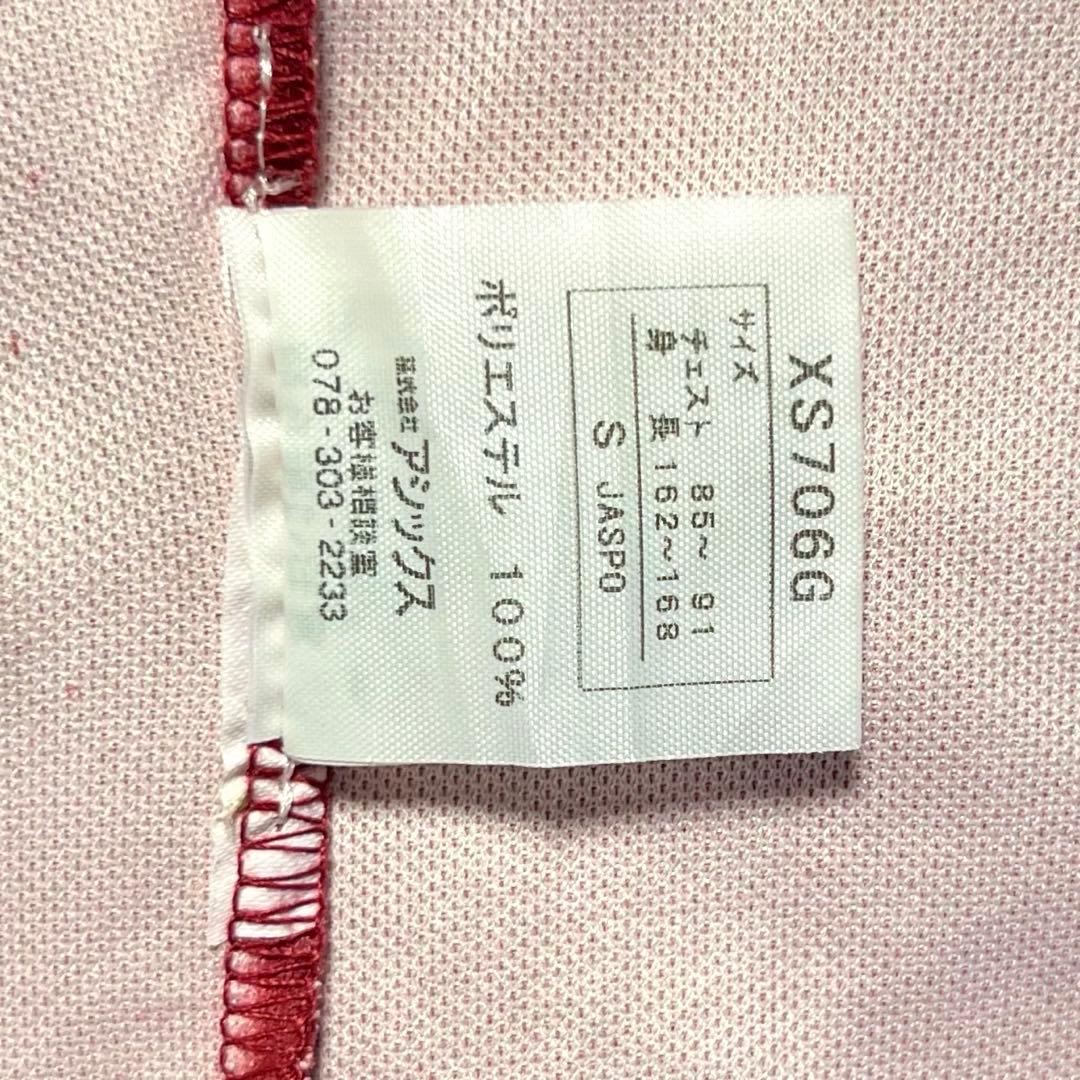 XS706G
サイズ
チェスト 85～ 91
身 長 162～168
S JASPO
ポリエステル 100%
株式会社 アシックス
お客様相談室
078-303-2233